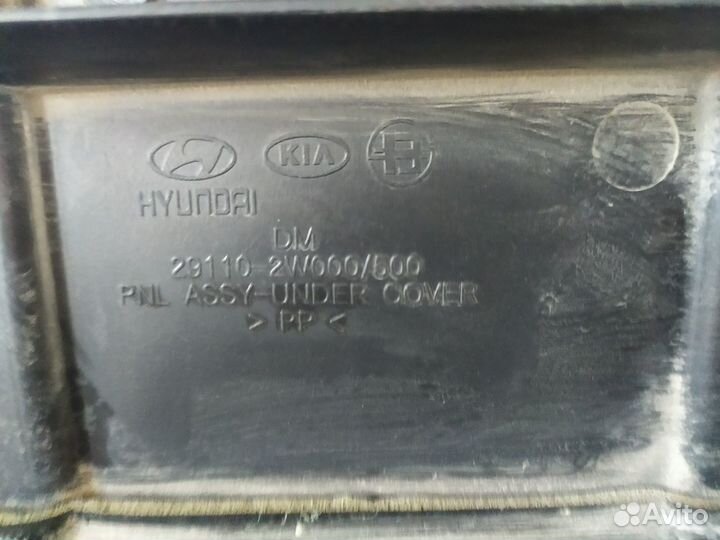 KIA
HYUNDAI
DM
29110-2W000/500
PNL ASSY-UNDER COVER
> PP <
Avito